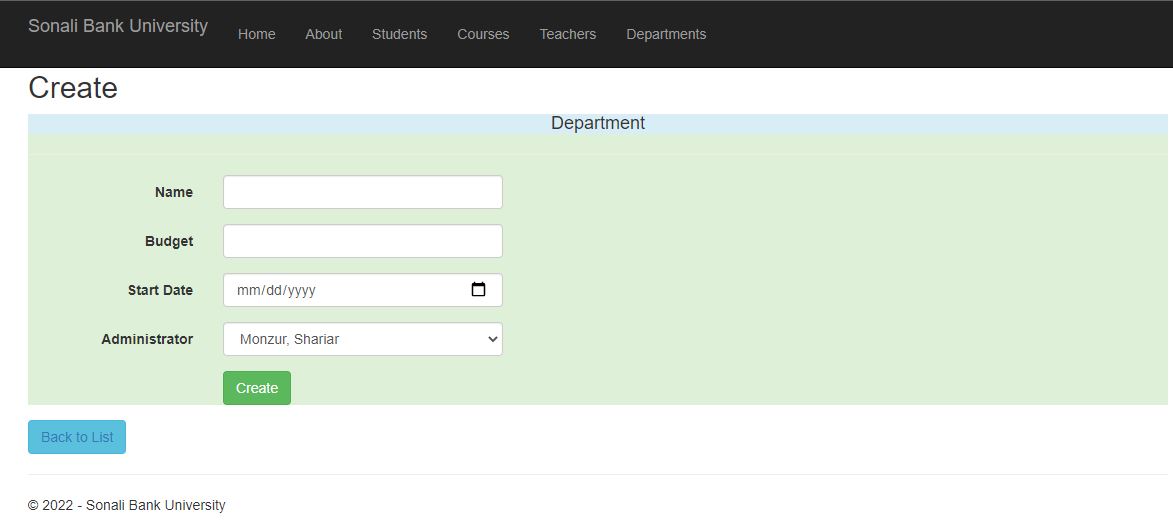 Sonali Bank University Home About Students Courses Teachers Departments
Create
Department
Name
Budget
Start Date mm/dd/yyyy
Administrator Monzur, Shariar
Create
Back to List
© 2022 - Sonali Bank University